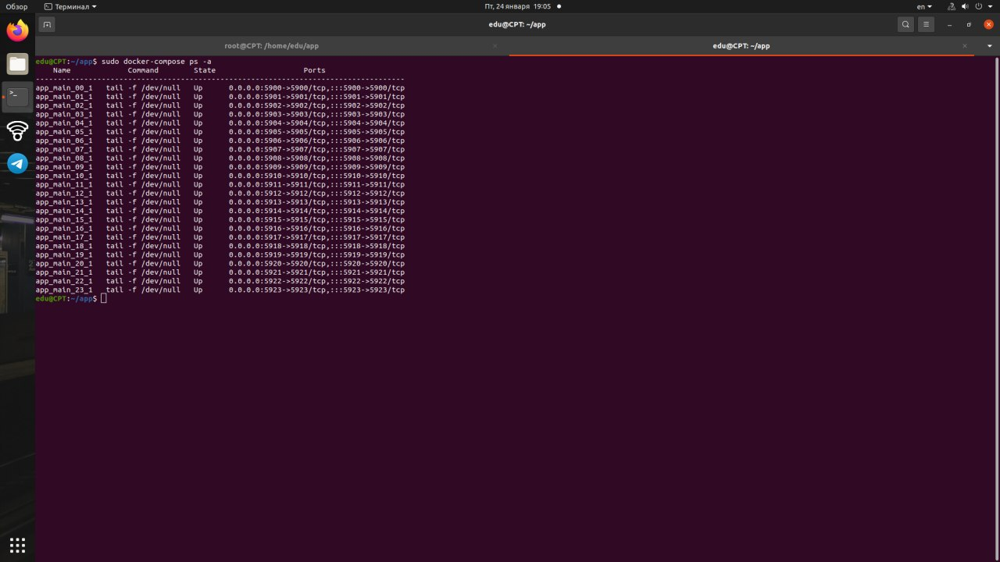 Обзор Терминал Пт, 24 января 19:05 en
edu@CPT: ~/app
root@CPT: /home/edu/app edu@CPT: ~/app
edu@CPT:~/app$ sudo docker-compose ps -a
Name Command State Ports
------------------------------------------------------------------------------------
app_main_00_1 tail -f /dev/null Up 0.0.0.0:5900->5900/tcp,:::5900->5900/tcp
app_main_01_1 tail -f /dev/null Up 0.0.0.0:5901->5901/tcp,:::5901->5901/tcp
app_main_02_1 tail -f /dev/null Up 0.0.0.0:5902->5902/tcp,:::5902->5902/tcp
app_main_03_1 tail -f /dev/null Up 0.0.0.0:5903->5903/tcp,:::5903->5903/tcp
app_main_04_1 tail -f /dev/null Up 0.0.0.0:5904->5904/tcp,:::5904->5904/tcp
app_main_05_1 tail -f /dev/null Up 0.0.0.0:5905->5905/tcp,:::5905->5905/tcp
app_main_06_1 tail -f /dev/null Up 0.0.0.0:5906->5906/tcp,:::5906->5906/tcp
app_main_07_1 tail -f /dev/null Up 0.0.0.0:5907->5907/tcp,:::5907->5907/tcp
app_main_08_1 tail -f /dev/null Up 0.0.0.0:5908->5908/tcp,:::5908->5908/tcp
app_main_09_1 tail -f /dev/null Up 0.0.0.0:5909->5909/tcp,:::5909->5909/tcp
app_main_10_1 tail -f /dev/null Up 0.0.0.0:5910->5910/tcp,:::5910->5910/tcp
app_main_11_1 tail -f /dev/null Up 0.0.0.0:5911->5911/tcp,:::5911->5911/tcp
app_main_12_1 tail -f /dev/null Up 0.0.0.0:5912->5912/tcp,:::5912->5912/tcp
app_main_13_1 tail -f /dev/null Up 0.0.0.0:5913->5913/tcp,:::5913->5913/tcp
app_main_14_1 tail -f /dev/null Up 0.0.0.0:5914->5914/tcp,:::5914->5914/tcp
app_main_15_1 tail -f /dev/null Up 0.0.0.0:5915->5915/tcp,:::5915->5915/tcp
app_main_16_1 tail -f /dev/null Up 0.0.0.0:5916->5916/tcp,:::5916->5916/tcp
app_main_17_1 tail -f /dev/null Up 0.0.0.0:5917->5917/tcp,:::5917->5917/tcp
app_main_18_1 tail -f /dev/null Up 0.0.0.0:5918->5918/tcp,:::5918->5918/tcp
app_main_19_1 tail -f /dev/null Up 0.0.0.0:5919->5919/tcp,:::5919->5919/tcp
app_main_20_1 tail -f /dev/null Up 0.0.0.0:5920->5920/tcp,:::5920->5920/tcp
app_main_21_1 tail -f /dev/null Up 0.0.0.0:5921->5921/tcp,:::5921->5921/tcp
app_main_22_1 tail -f /dev/null Up 0.0.0.0:5922->5922/tcp,:::5922->5922/tcp
app_main_23_1 tail -f /dev/null Up 0.0.0.0:5923->5923/tcp,:::5923->5923/tcp
edu@CPT:~/app$